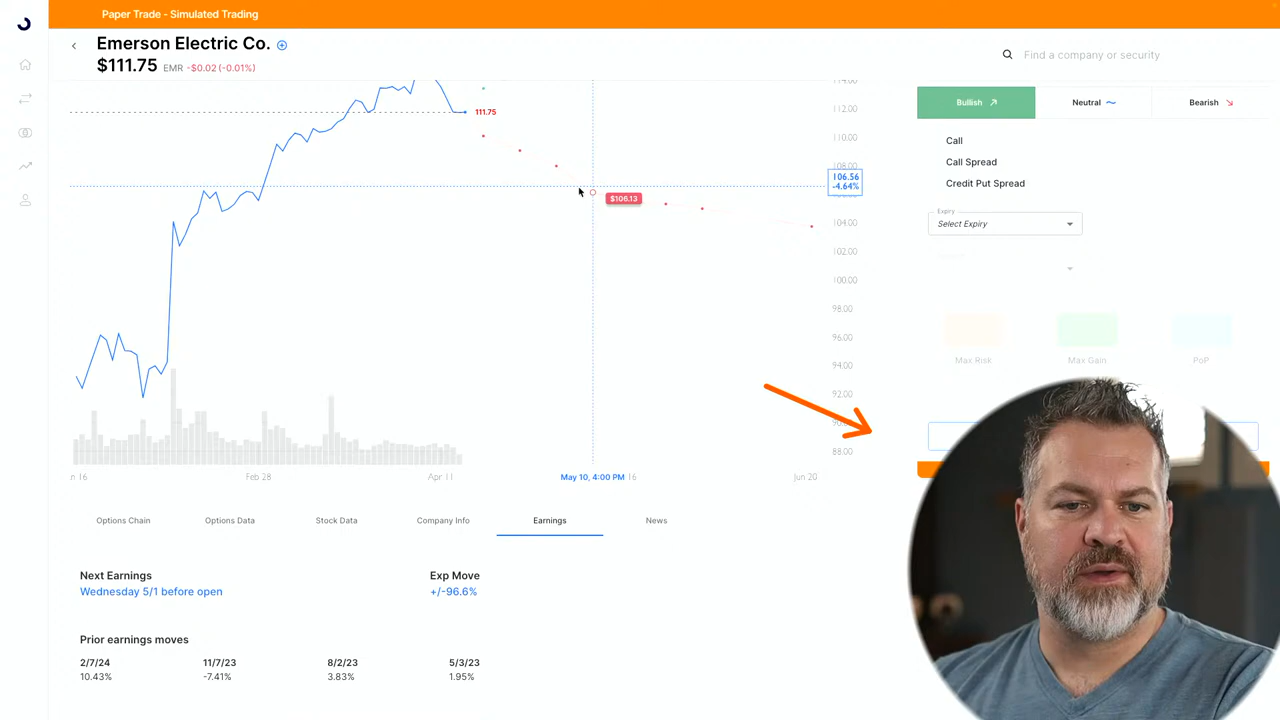 Paper Trade - Simulated Trading
Emerson Electric Co.
$111.75 EMR -$0.02 (-0.01%)
Find a company or security
114.00
112.00
110.00
108.00
104.00
102.00
100.00
98.00
96.00
94.00
92.00
88.00
111.75
106.56
-4.64%
$106.13
Feb 28
Apr 11
May 10, 4:00 PM
16
Jun 20
Bullish
Neutral
Bearish
Call
Call Spread
Credit Put Spread
Expiry
Select Expiry
Max Risk
Max Gain
PoP
Options Chain
Options Data
Stock Data
Company Info
Earnings
News
Next Earnings
Wednesday 5/1 before open
Exp Move
+/-96.6%
Prior earnings moves
2/7/24 11/7/23 8/2/23 5/3/23
10.43% -7.41% 3.83% 1.95%